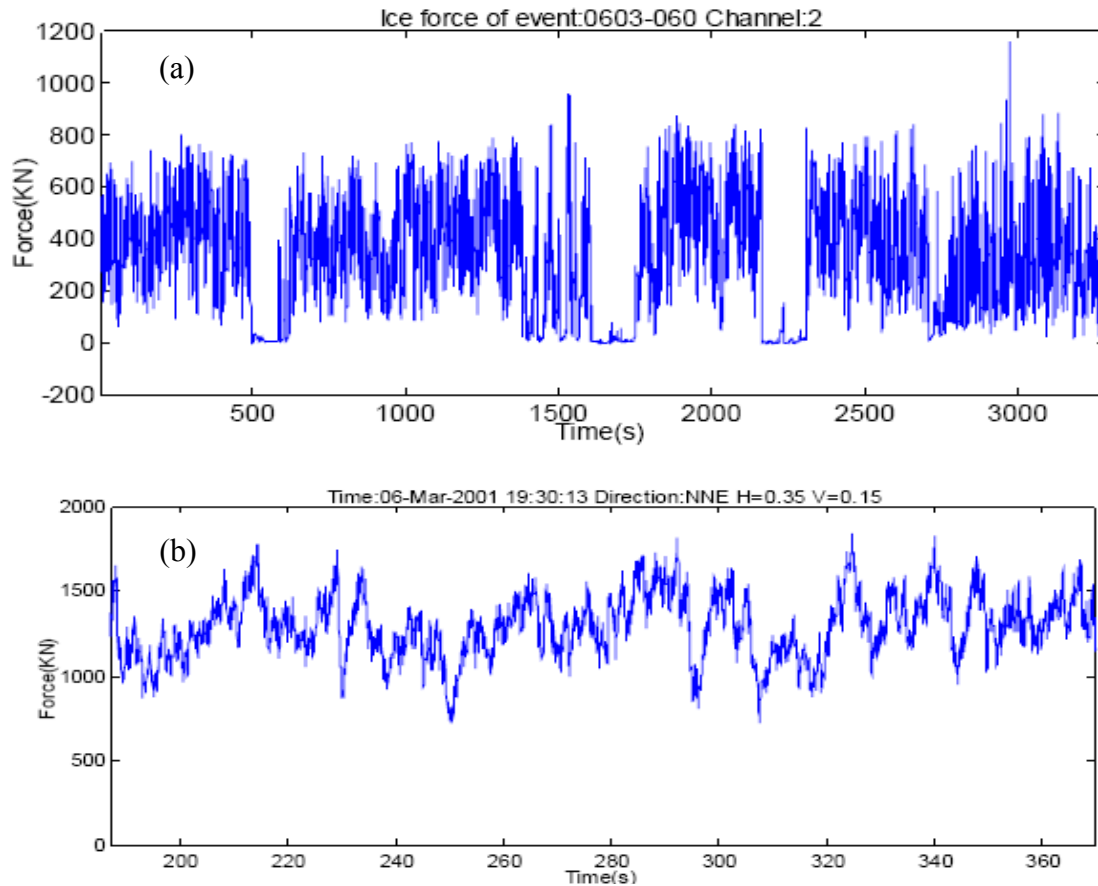 Ice force of event:0603-060 Channel:2
(a)
1200
1000
800
600
400
200
0
-200
Force(KN)
500 1000 1500 2000 2500 3000
Time(s)
Time:06-Mar-2001 19:30:13 Direction:NNE H=0.35 V=0.15
(b)
2000
1500
1000
500
0
Force(KN)
200 220 240 260 280 300 320 340 360
Time(s)